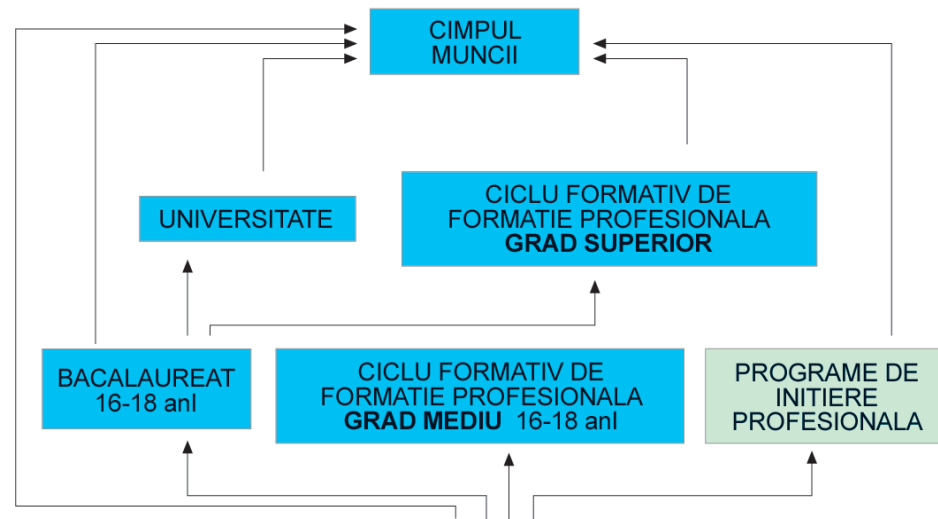 CIMPUL
MUNCII
UNIVERSITATE
CICLU FORMATIV DE
FORMATIE PROFESIONALA
GRAD SUPERIOR
BACALAUREAT
16-18 anI
CICLU FORMATIV DE
FORMATIE PROFESIONALA
GRAD MEDIU 16-18 anI
PROGRAME DE
INITIERE
PROFESIONALA